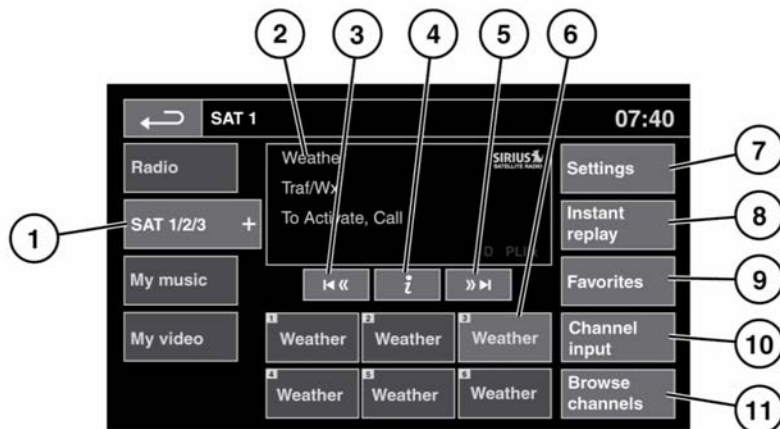 2
3
4
5
6
SAT 1
07:40
Radio
SAT 1/2/3 +
My music
My video
1
Weathe
SIRIUS
SATELLITE RADIO
Traf/Wx
To Activate, Call
i
1 Weather
2 Weather
3 Weather
4 Weather
5 Weather
6 Weather
Settings
Instant
replay
Favorites
Channel
input
Browse
channels
7
8
9
10
11